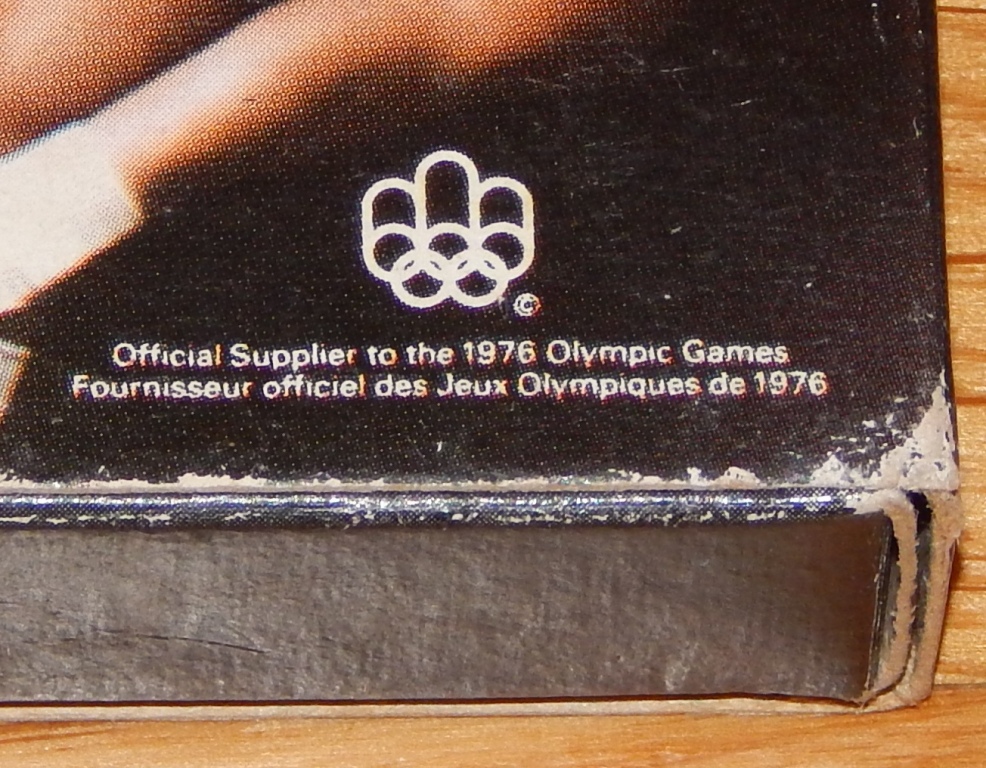 ©
Official Supplier to the 1976 Olympic Games
Fournisseur officiel des Jeux Olympiques de 1976